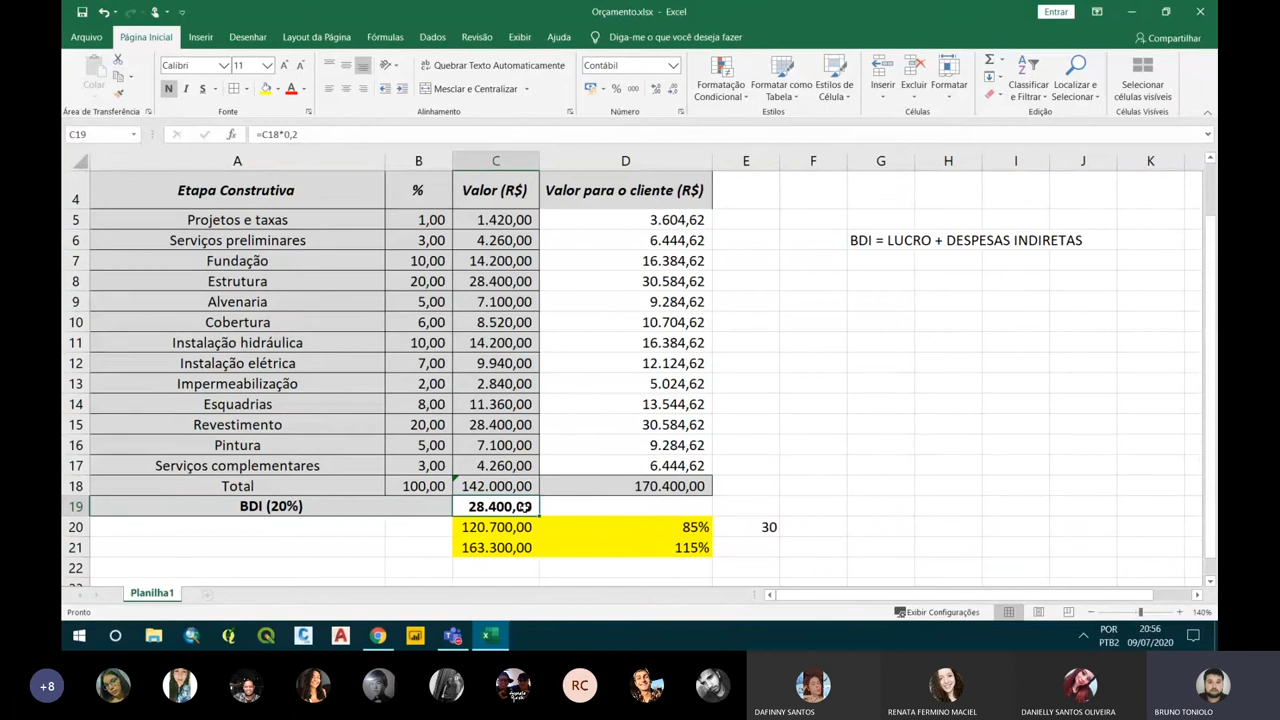 Orçamento.xlsx - Excel
Entrar
Arquivo Página Inicial Inserir Desenhar Layout da Página Fórmulas Dados Revisão Exibir Ajuda Diga-me o que você deseja fazer Compartilhar
Colar
Calibri 11
N I S
Quebrar Texto Automaticamente
Mesclar e Centralizar
Contábil
% 000
Formatação Condicional
Formatar como Tabela
Estilos de Célula
Inserir
Excluir
Formatar
Classificar e Filtrar
Localizar e Selecionar
Selecionar células visíveis
Área de Transferência Fonte Alinhamento Número Estilos Células Edição Células Visíveis
C19 fx =C18*0,2
A B C D E F G H I J K
4 Etapa Construtiva % Valor (R$) Valor para o cliente (R$)
5 Projetos e taxas 1,00 1.420,00 3.604,62
6 Serviços preliminares 3,00 4.260,00 6.444,62 BDI = LUCRO + DESPESAS INDIRETAS
7 Fundação 10,00 14.200,00 16.384,62
8 Estrutura 20,00 28.400,00 30.584,62
9 Alvenaria 5,00 7.100,00 9.284,62
10 Cobertura 6,00 8.520,00 10.704,62
11 Instalação hidráulica 10,00 14.200,00 16.384,62
12 Instalação elétrica 7,00 9.940,00 12.124,62
13 Impermeabilização 2,00 2.840,00 5.024,62
14 Esquadrias 8,00 11.360,00 13.544,62
15 Revestimento 20,00 28.400,00 30.584,62
16 Pintura 5,00 7.100,00 9.284,62
17 Serviços complementares 3,00 4.260,00 6.444,62
18 Total 100,00 142.000,00 170.400,00
19 BDI (20%) 28.400,00
20 120.700,00 85% 30
21 163.300,00 115%
22
Planilha1
Pronto Exibir Configurações 140%
POR
PTB2
20:56
09/07/2020
+8
RC
DAFINNY SANTOS
RENATA FERMINO MACIEL
DANIELLY SANTOS OLIVEIRA
BRUNO TONIOLO